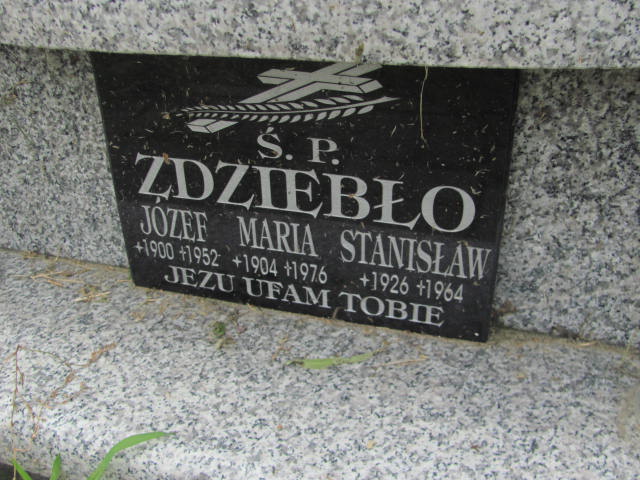 Ś. P.
ZDZIEBŁO
JÓZEF MARIA STANISŁAW
+1900 +1952 +1904 +1976 +1926 +1964
JEZU UFAM TOBIE